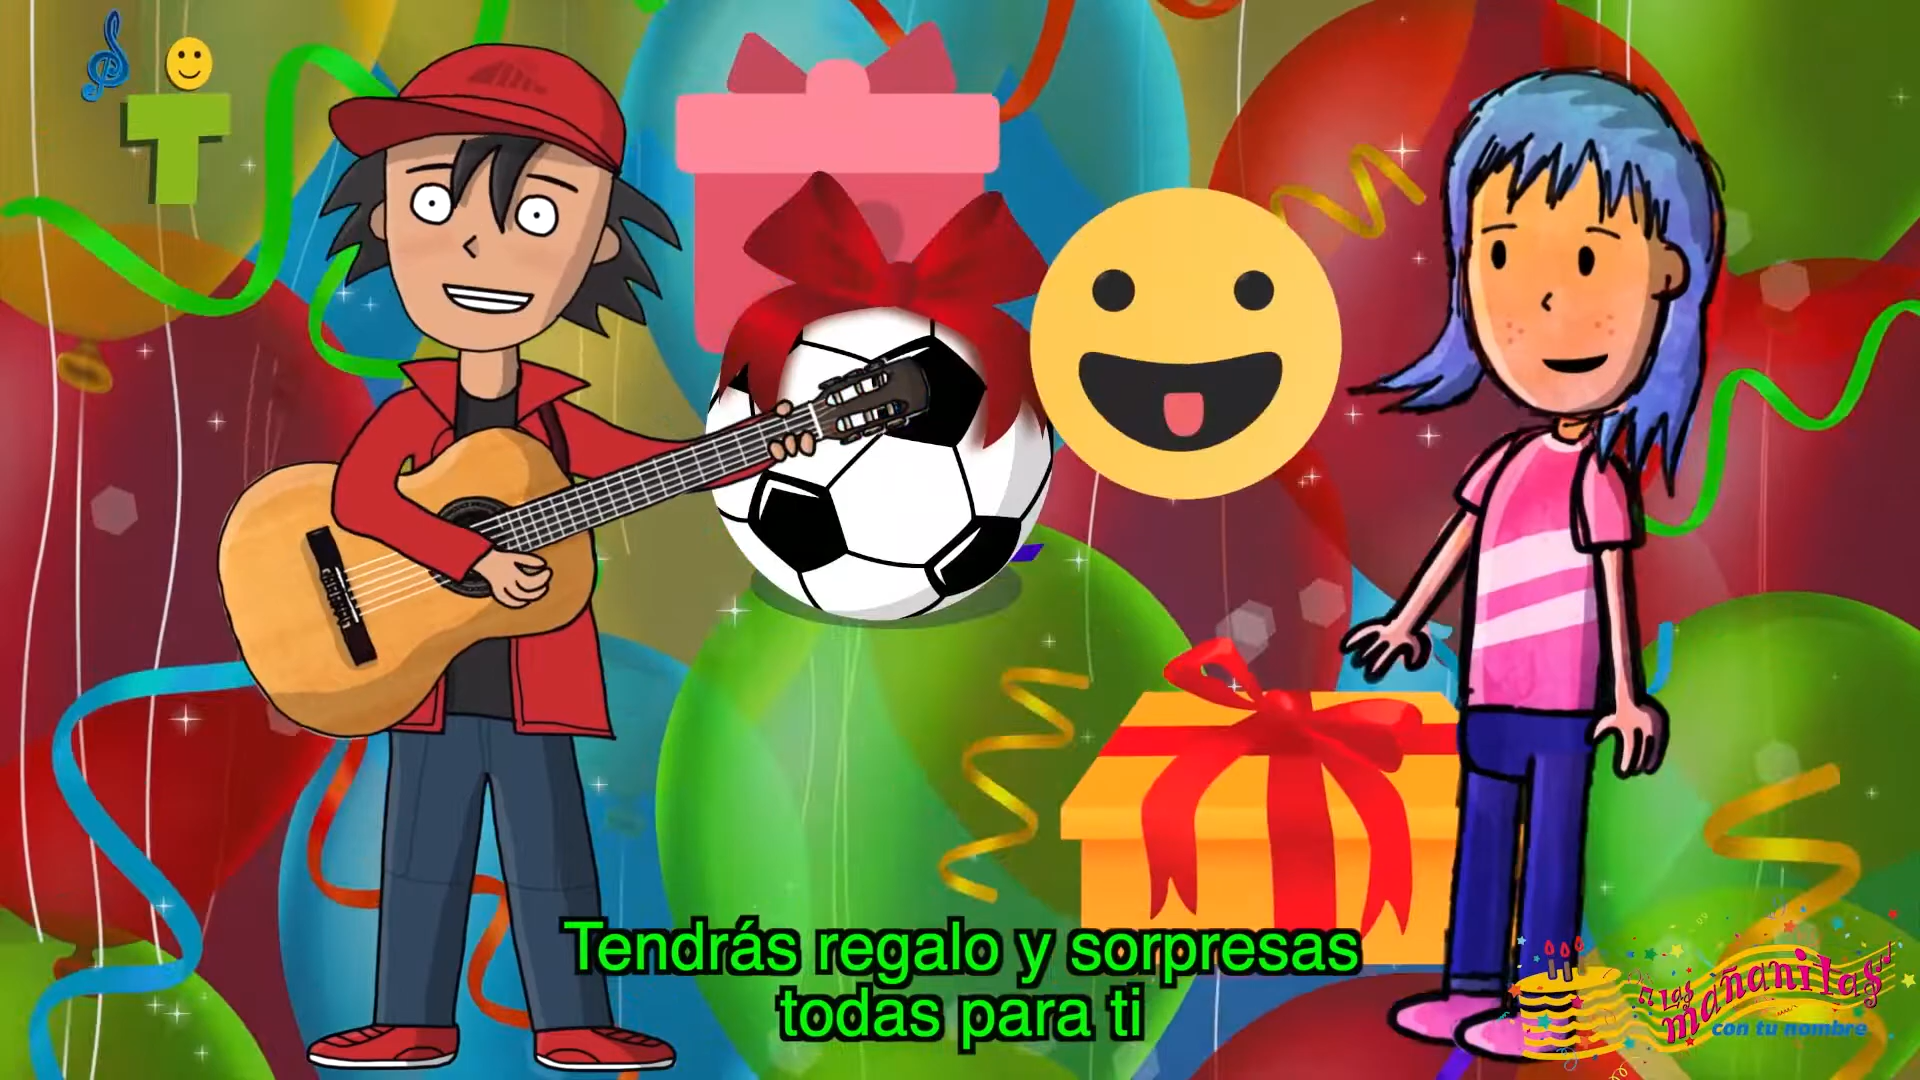 T
Tendrás regalo y sorpresas
todas para ti
Las
mañanitas
con tu nombre